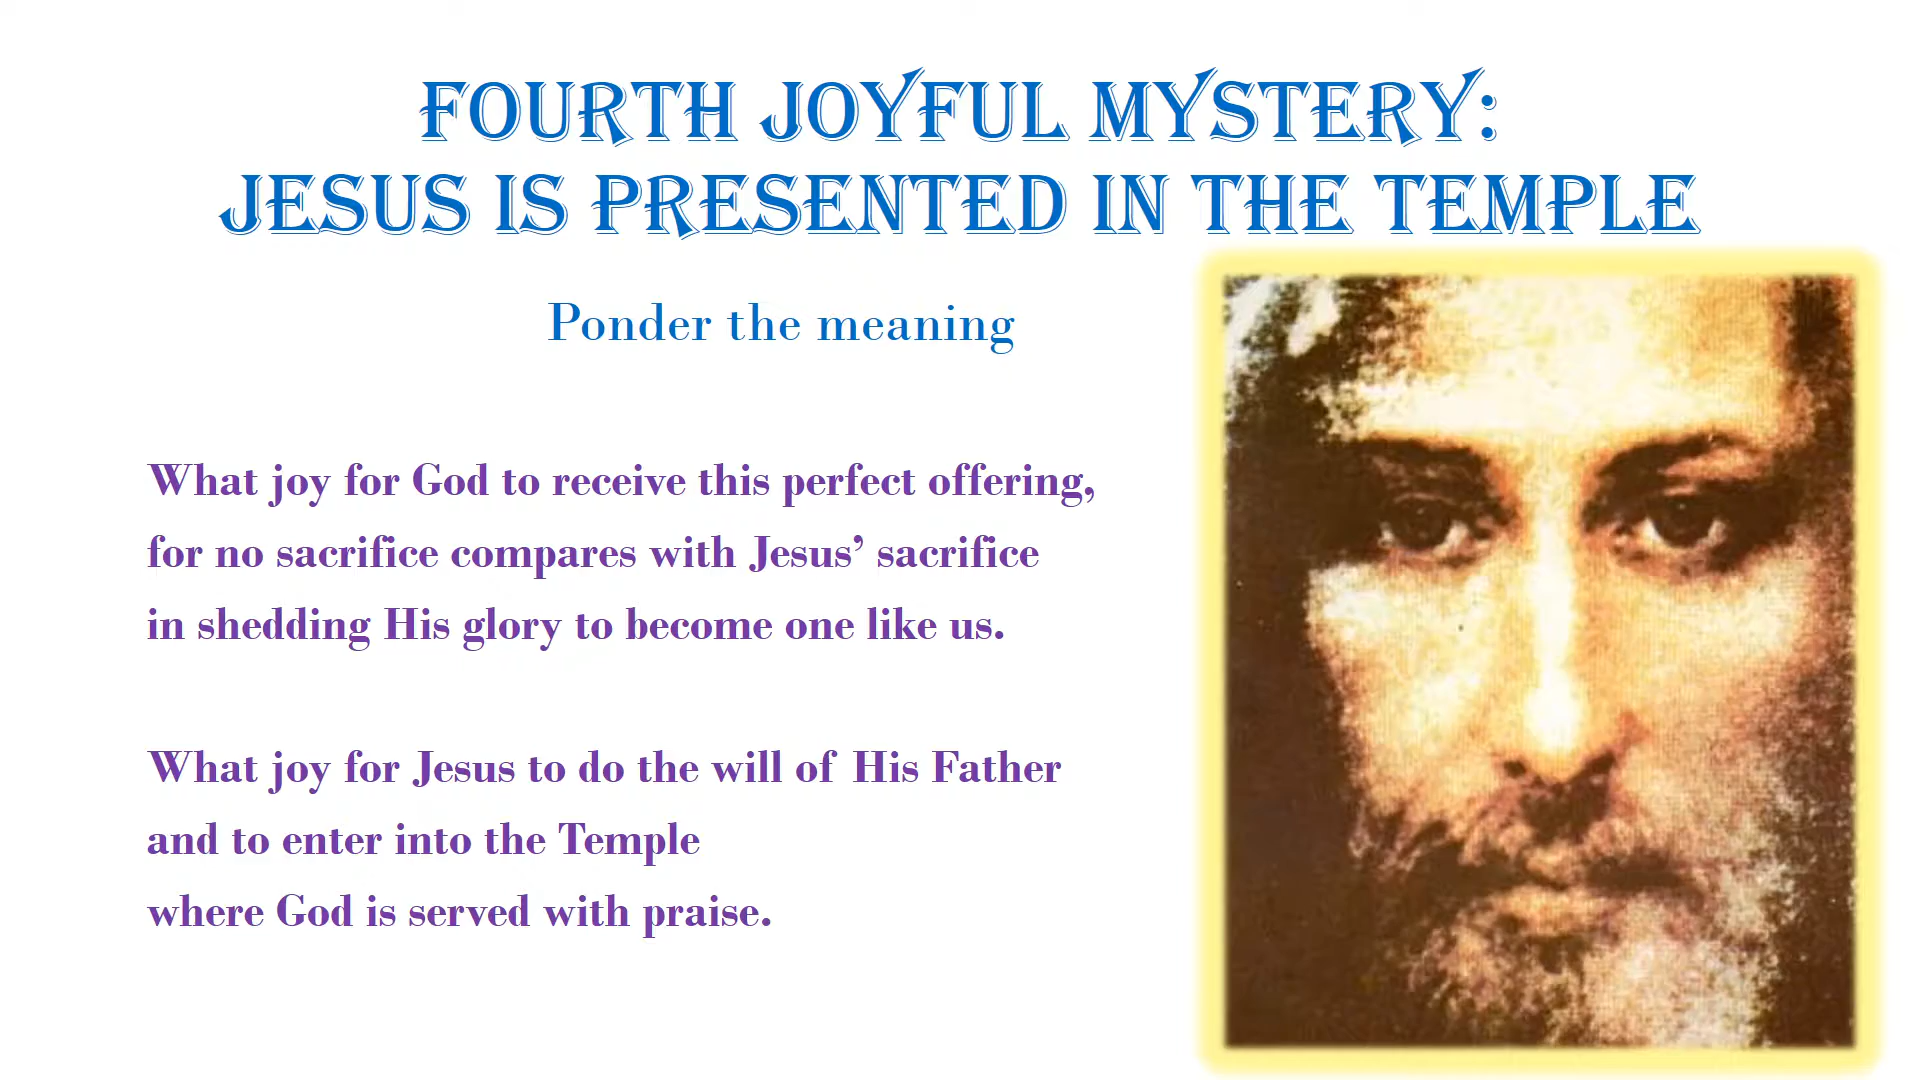 FOURTH JOYFUL MYSTERY:
JESUS IS PRESENTED IN THE TEMPLE
Ponder the meaning
What joy for God to receive this perfect offering,
for no sacrifice compares with Jesus’ sacrifice
in shedding His glory to become one like us.
What joy for Jesus to do the will of His Father
and to enter into the Temple
where God is served with praise.